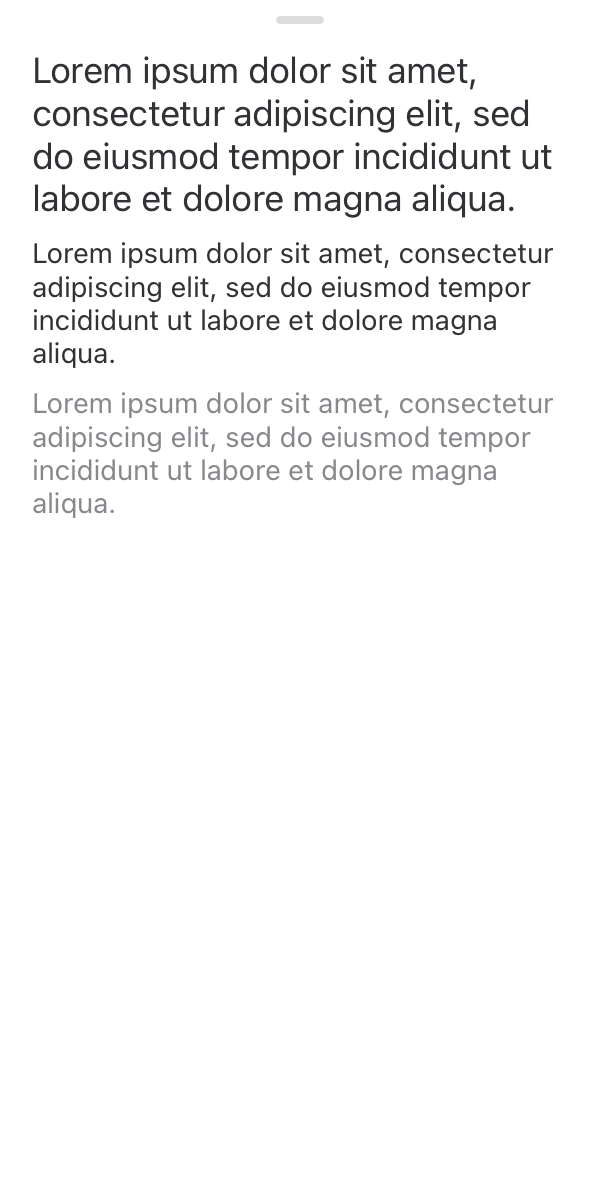 Lorem ipsum dolor sit amet,
consectetur adipiscing elit, sed
do eiusmod tempor incididunt ut
labore et dolore magna aliqua.
Lorem ipsum dolor sit amet, consectetur
adipiscing elit, sed do eiusmod tempor
incididunt ut labore et dolore magna
aliqua.
Lorem ipsum dolor sit amet, consectetur
adipiscing elit, sed do eiusmod tempor
incididunt ut labore et dolore magna
aliqua.